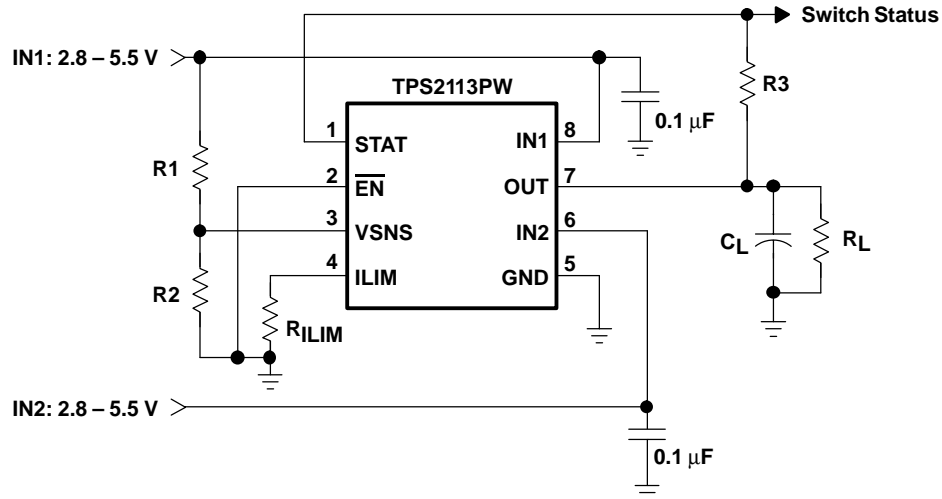 Switch Status
IN1: 2.8 – 5.5 V
TPS2113PW
R3
0.1 µF
1
STAT
IN1
8
R1
2
EN
OUT
7
3
VSNS
IN2
6
CL
RL
4
ILIM
GND
5
R2
RILIM
IN2: 2.8 – 5.5 V
0.1 µF